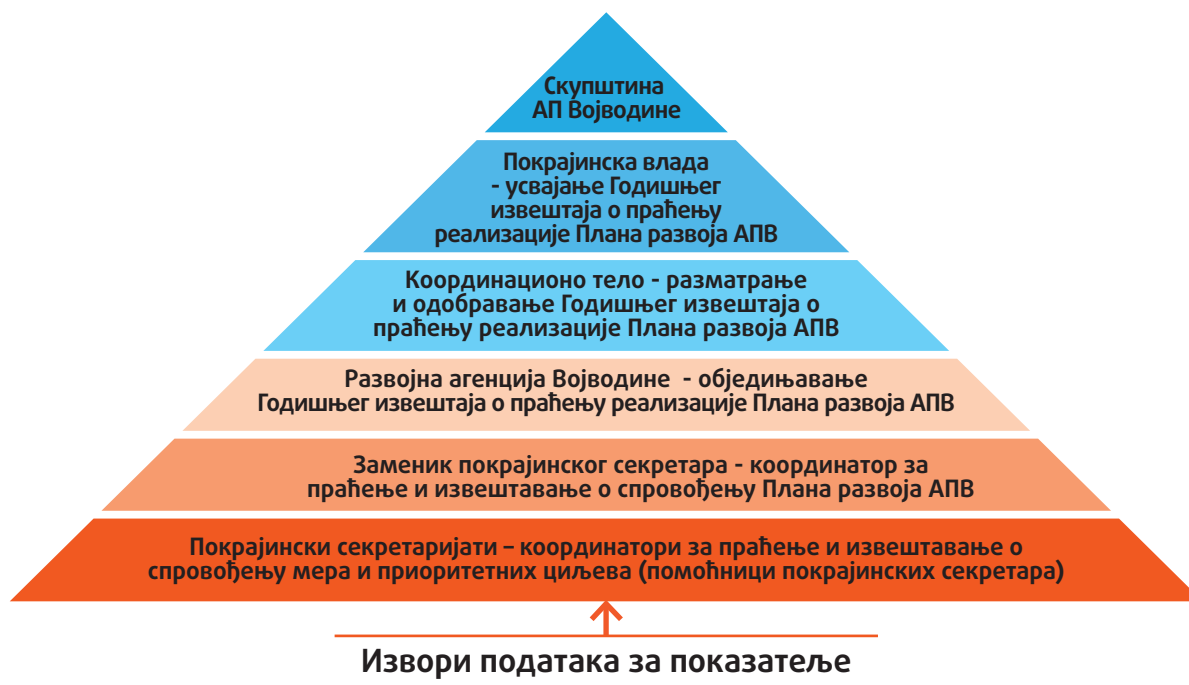 Скупштина
АП Војводине
Покрајинска влада
- усвајање Годишњег
извештаја о праћењу
реализације Плана развоја АПВ
Координационо тело - разматрање
и одобравање Годишњег извештаја о
праћењу реализације Плана развоја АПВ
Развојна агенција Војводине - обједињавање
Годишњег извештаја о праћењу реализације Плана развоја АПВ
Заменик покрајинског секретара - координатор за
праћење и извештавање о спровођењу Плана развоја АПВ
Покрајински секретаријати – координатори за праћење и извештавање о
спровођењу мера и приоритетних циљева (помоћници покрајинских секретара)
Извори података за показатеље